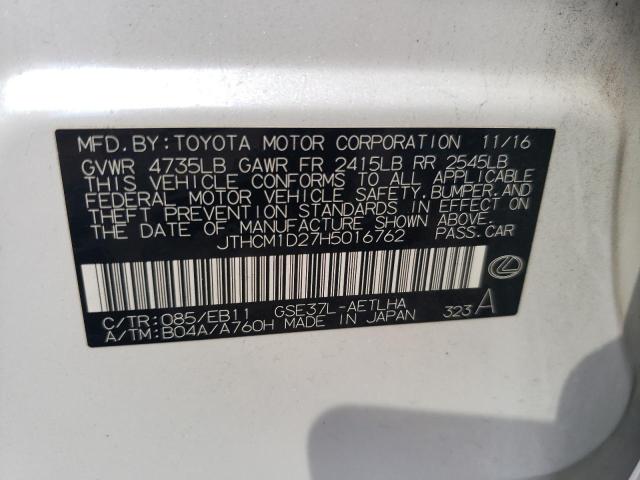 MFD. BY: TOYOTA MOTOR CORPORATION 11/16
GVWR 4735LB GAWR FR 2415LB RR 2545LB
THIS VEHICLE CONFORMS TO ALL APPLICABLE
FEDERAL MOTOR VEHICLE SAFETY, BUMPER, AND
THEFT PREVENTION STANDARDS IN EFFECT ON
THE DATE OF MANUFACTURE SHOWN ABOVE.
JTHCM1D27H5016762 PASS. CAR
C/TR: 085/EB11 GSE37L-AETLHA
A/TM: B04A/A760H MADE IN JAPAN 323 A